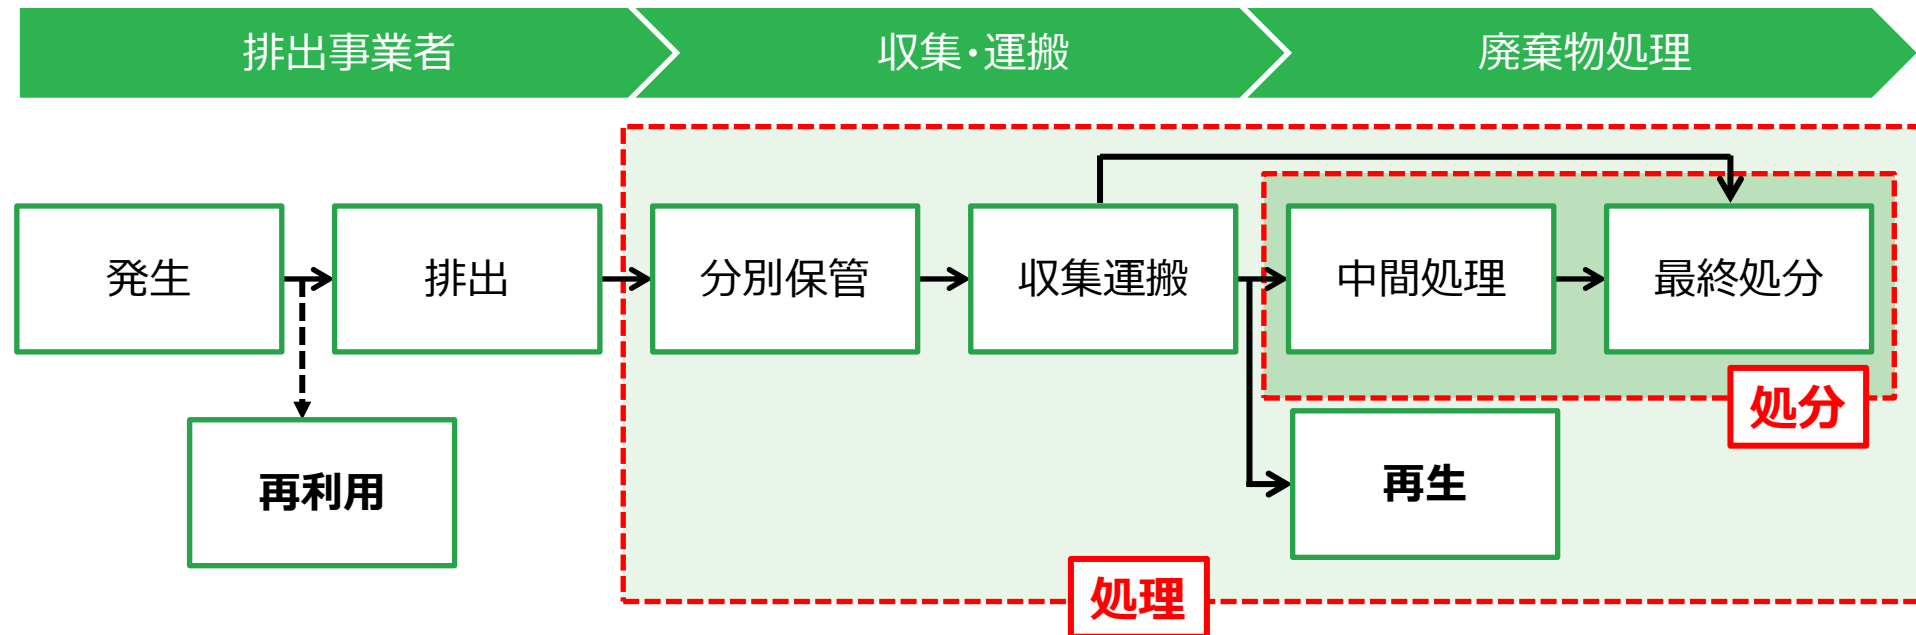 排出事業者
収集・運搬
廃棄物処理
発生
排出
分別保管
収集運搬
中間処理
最終処分
処分
再利用
再生
処理